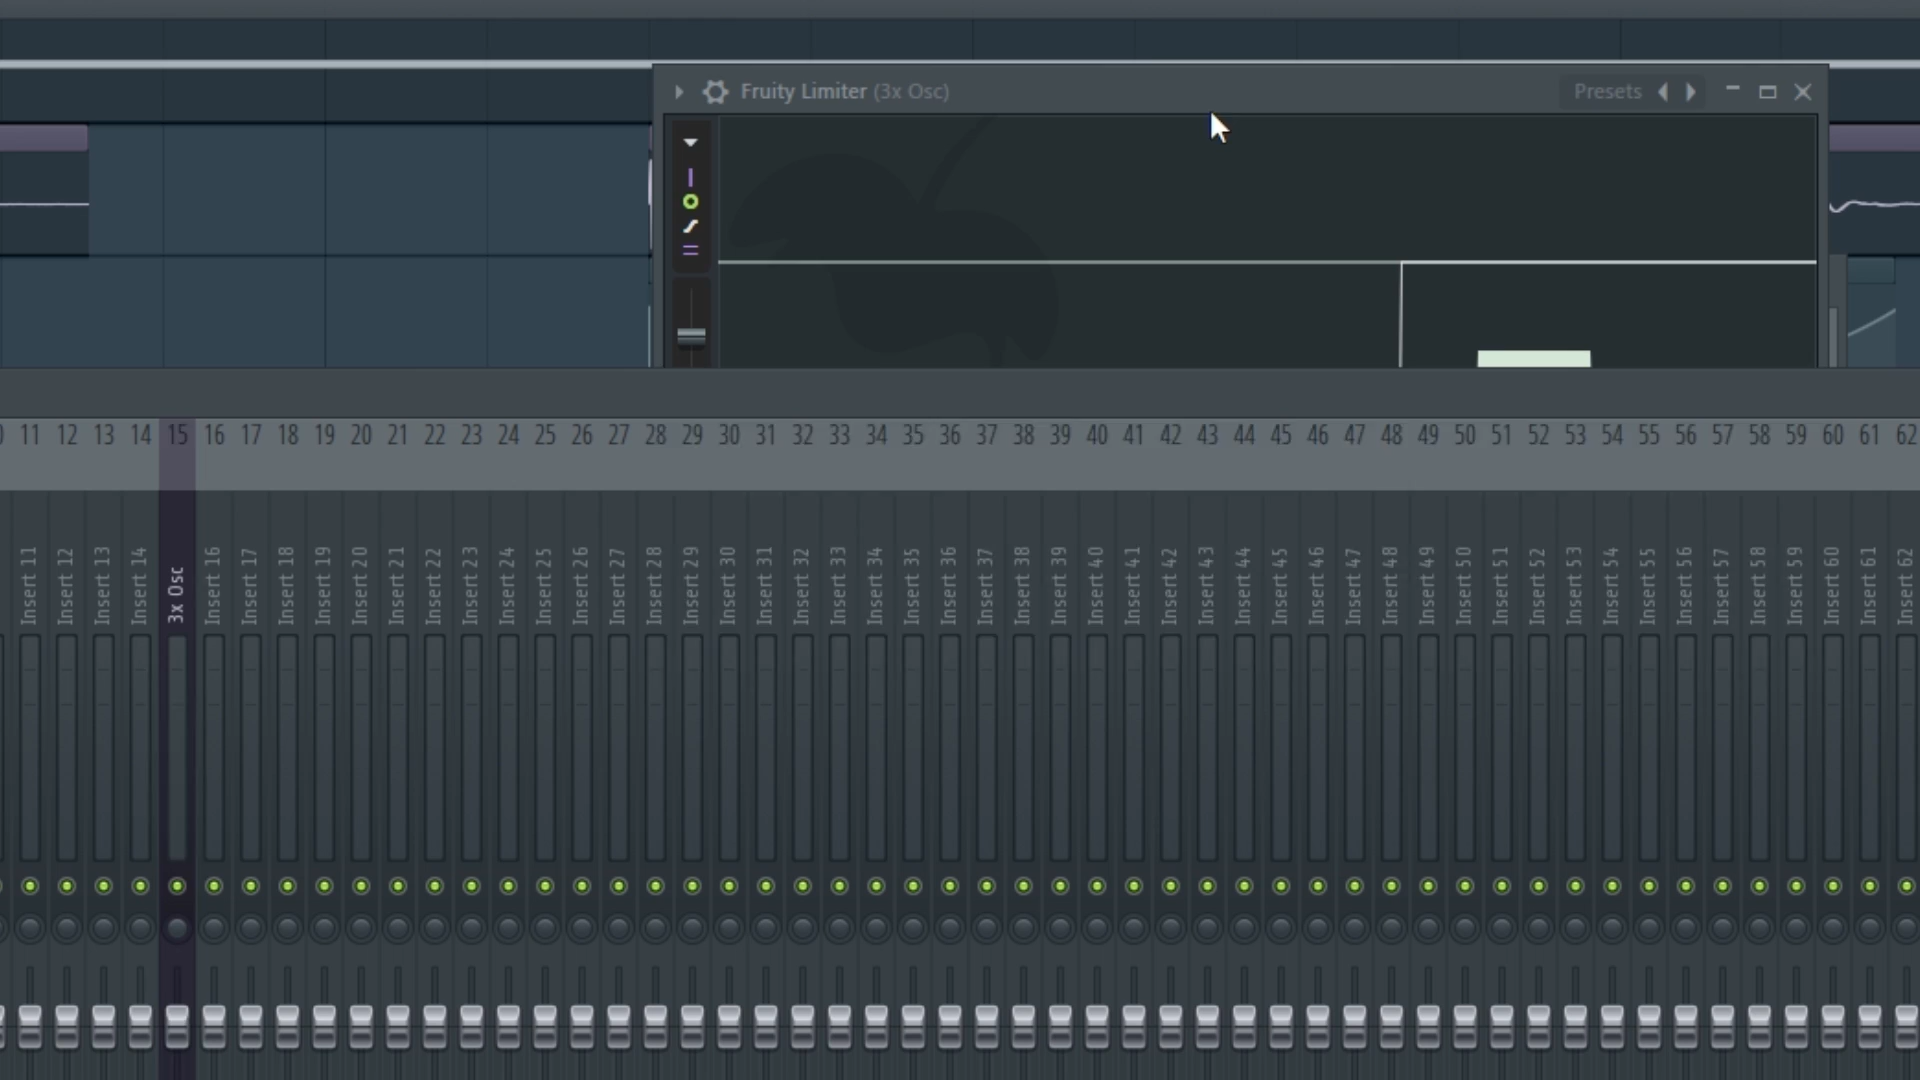 Fruity Limiter (3x Osc) Presets
11 12 13 14 15 16 17 18 19 20 21 22 23 24 25 26 27 28 29 30 31 32 33 34 35 36 37 38 39 40 41 42 43 44 45 46 47 48 49 50 51 52 53 54 55 56 57 58 59 60 61 62
Insert 11
Insert 12
Insert 13
Insert 14
3x Osc
Insert 16
Insert 17
Insert 18
Insert 19
Insert 20
Insert 21
Insert 22
Insert 23
Insert 24
Insert 25
Insert 26
Insert 27
Insert 28
Insert 29
Insert 30
Insert 31
Insert 32
Insert 33
Insert 34
Insert 35
Insert 36
Insert 37
Insert 38
Insert 39
Insert 40
Insert 41
Insert 42
Insert 43
Insert 44
Insert 45
Insert 46
Insert 47
Insert 48
Insert 49
Insert 50
Insert 51
Insert 52
Insert 53
Insert 54
Insert 55
Insert 56
Insert 57
Insert 58
Insert 59
Insert 60
Insert 61
Insert 62